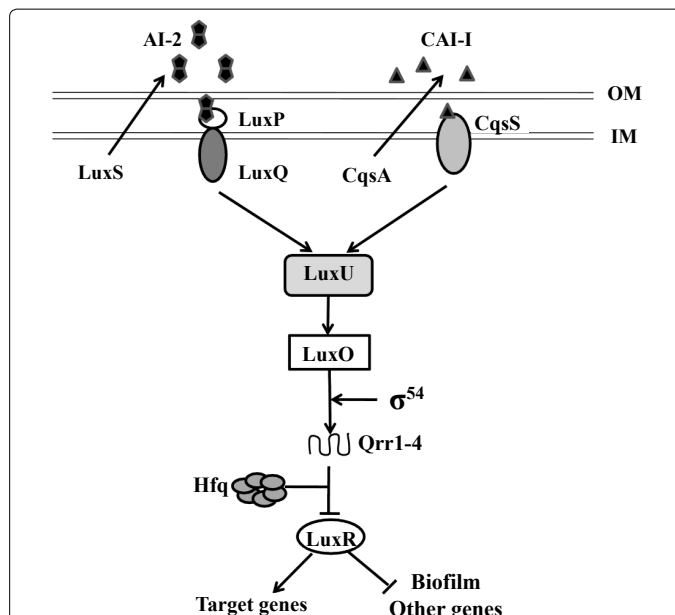 AI-2 CAI-I
OM
LuxP CqsS
IM
LuxS LuxQ CqsA
LuxU
LuxO
σ54
Qrr1-4
Hfq
LuxR
Target genes
Biofilm
Other genes